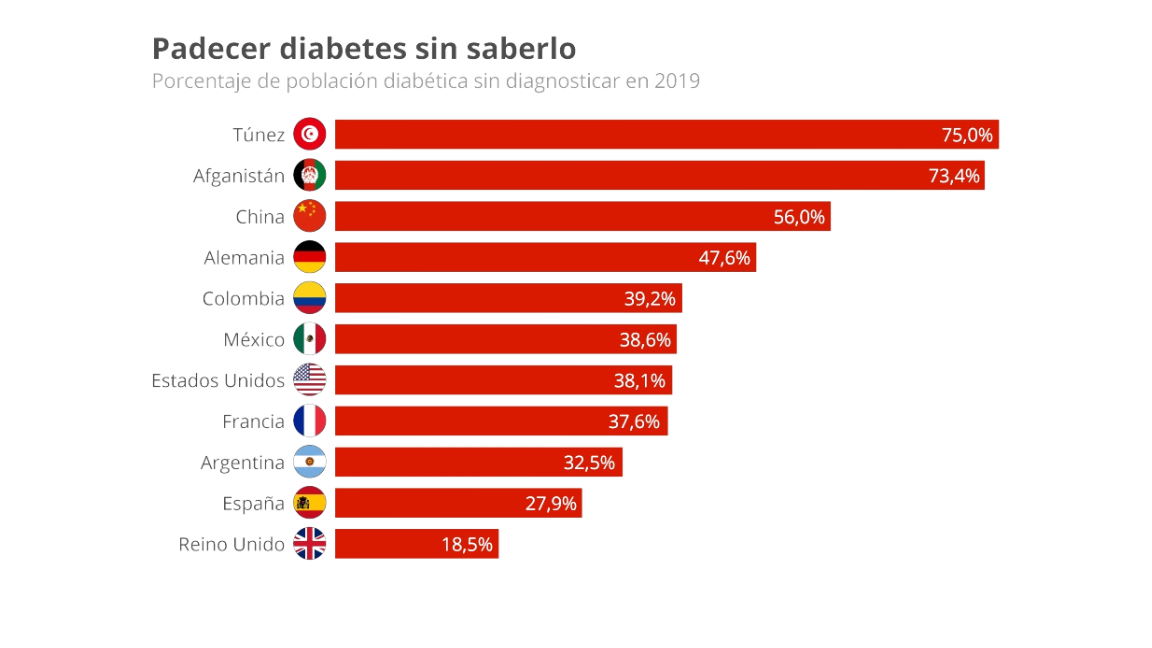 Padecer diabetes sin saberlo
Porcentaje de población diabética sin diagnosticar en 2019
Túnez 75,0%
Afganistán 73,4%
China 56,0%
Alemania 47,6%
Colombia 39,2%
México 38,6%
Estados Unidos 38,1%
Francia 37,6%
Argentina 32,5%
España 27,9%
Reino Unido 18,5%